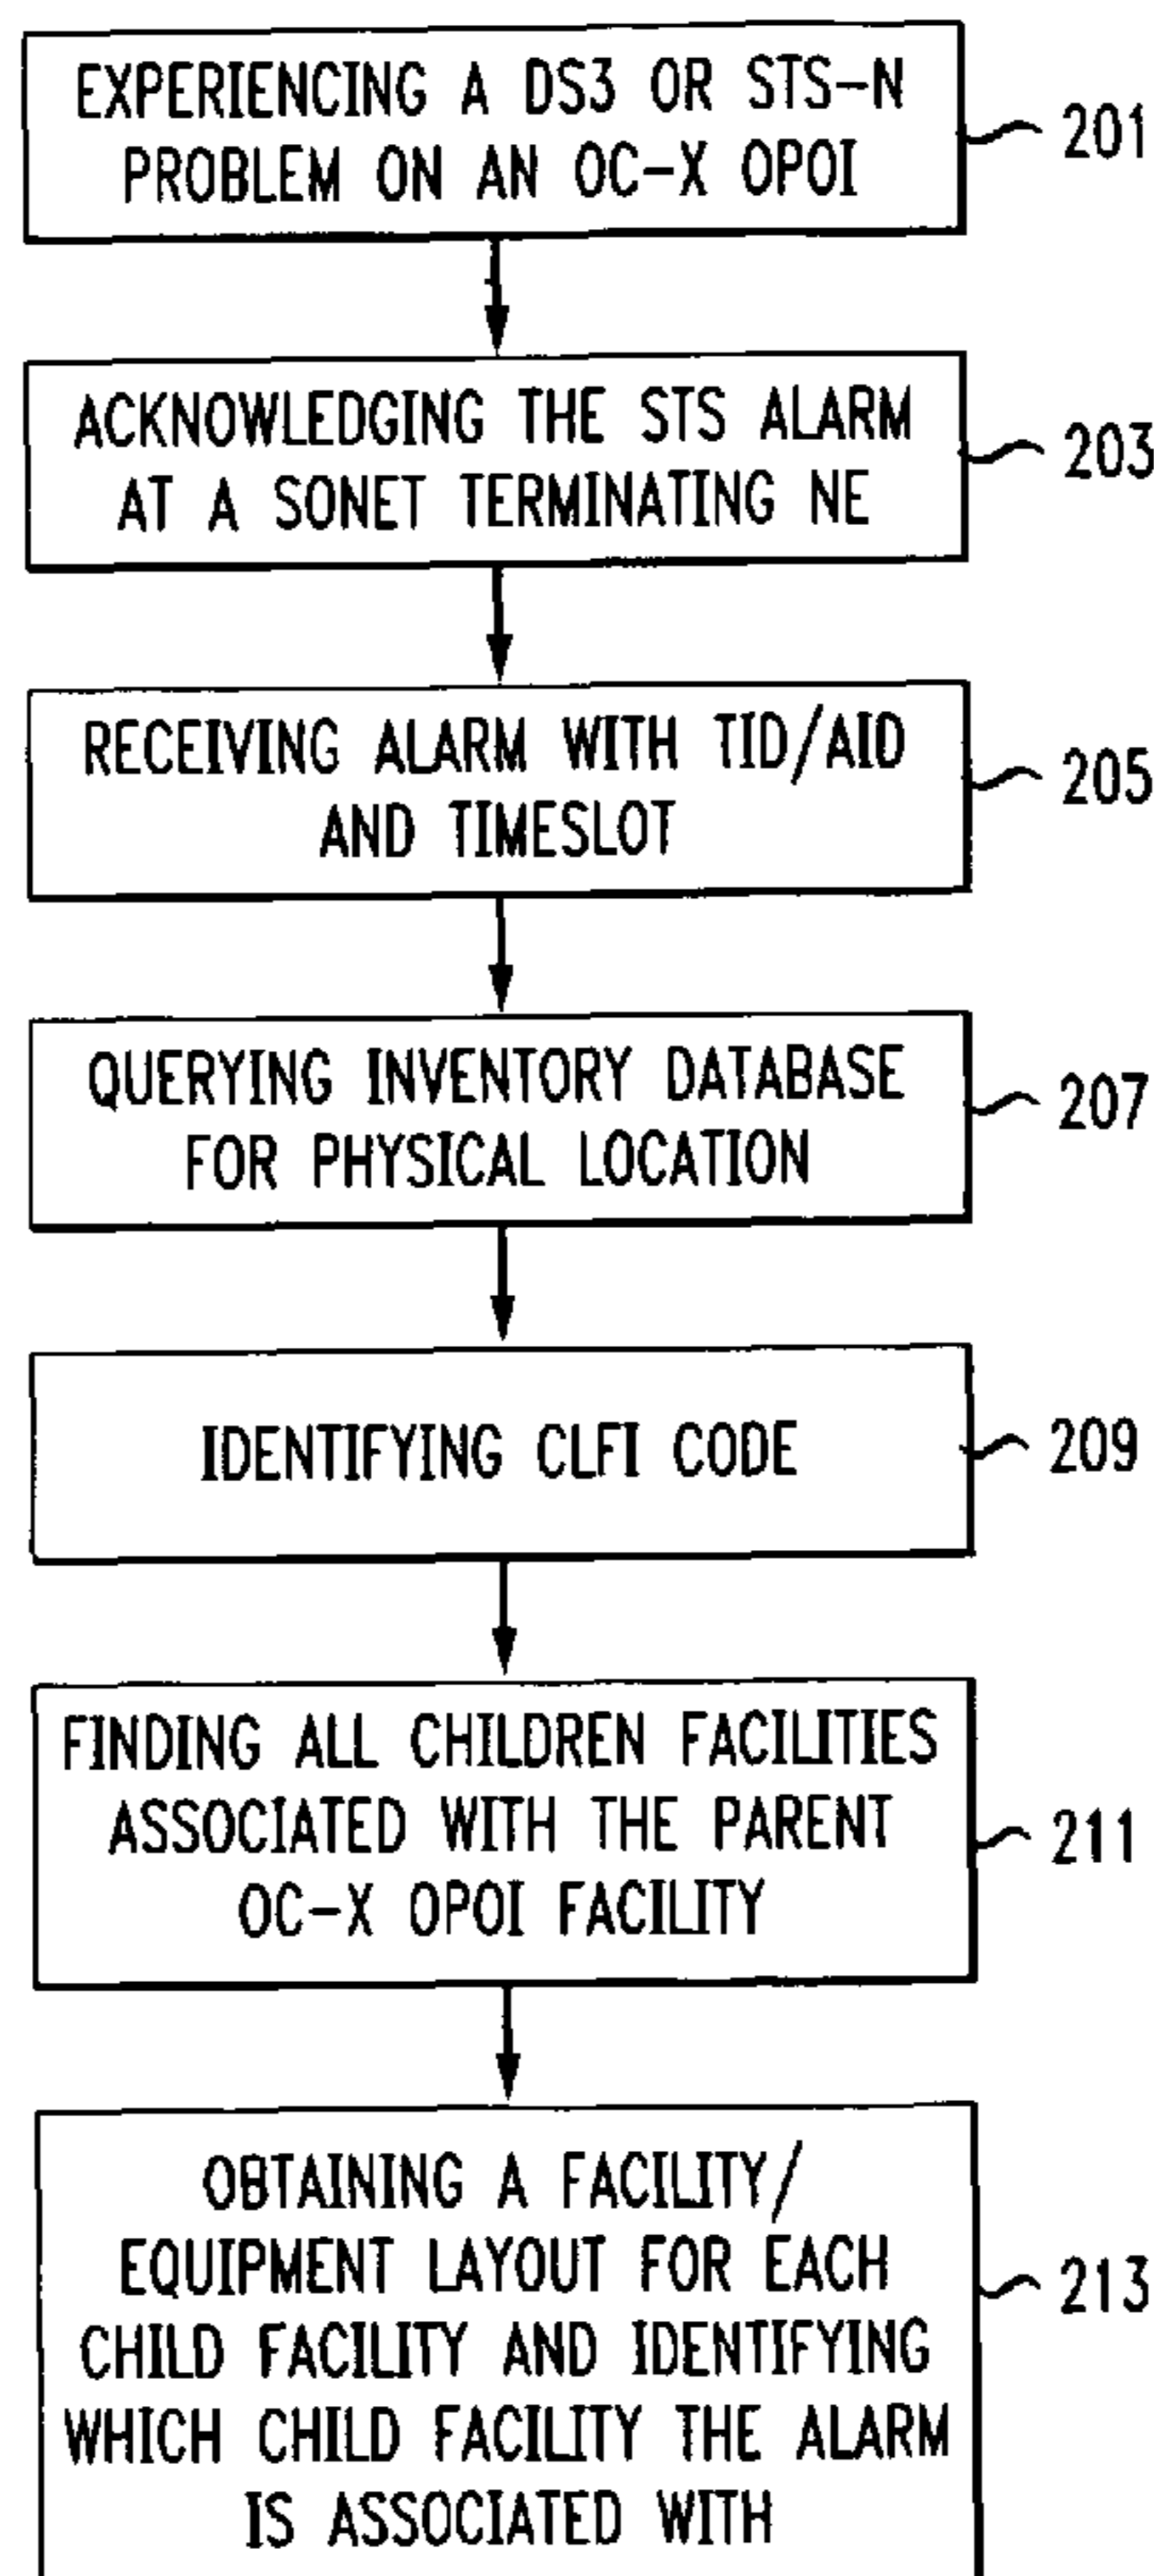 EXPERIENCING A DS3 OR STS-N
PROBLEM ON AN OC-X OPOI
201
ACKNOWLEDGING THE STS ALARM
AT A SONET TERMINATING NE
203
RECEIVING ALARM WITH TID/AID
AND TIMESLOT
205
QUERYING INVENTORY DATABASE
FOR PHYSICAL LOCATION
207
IDENTIFYING CLFI CODE
209
FINDING ALL CHILDREN FACILITIES
ASSOCIATED WITH THE PARENT
OC-X OPOI FACILITY
211
OBTAINING A FACILITY/
EQUIPMENT LAYOUT FOR EACH
CHILD FACILITY AND IDENTIFYING
WHICH CHILD FACILITY THE ALARM
IS ASSOCIATED WITH
213